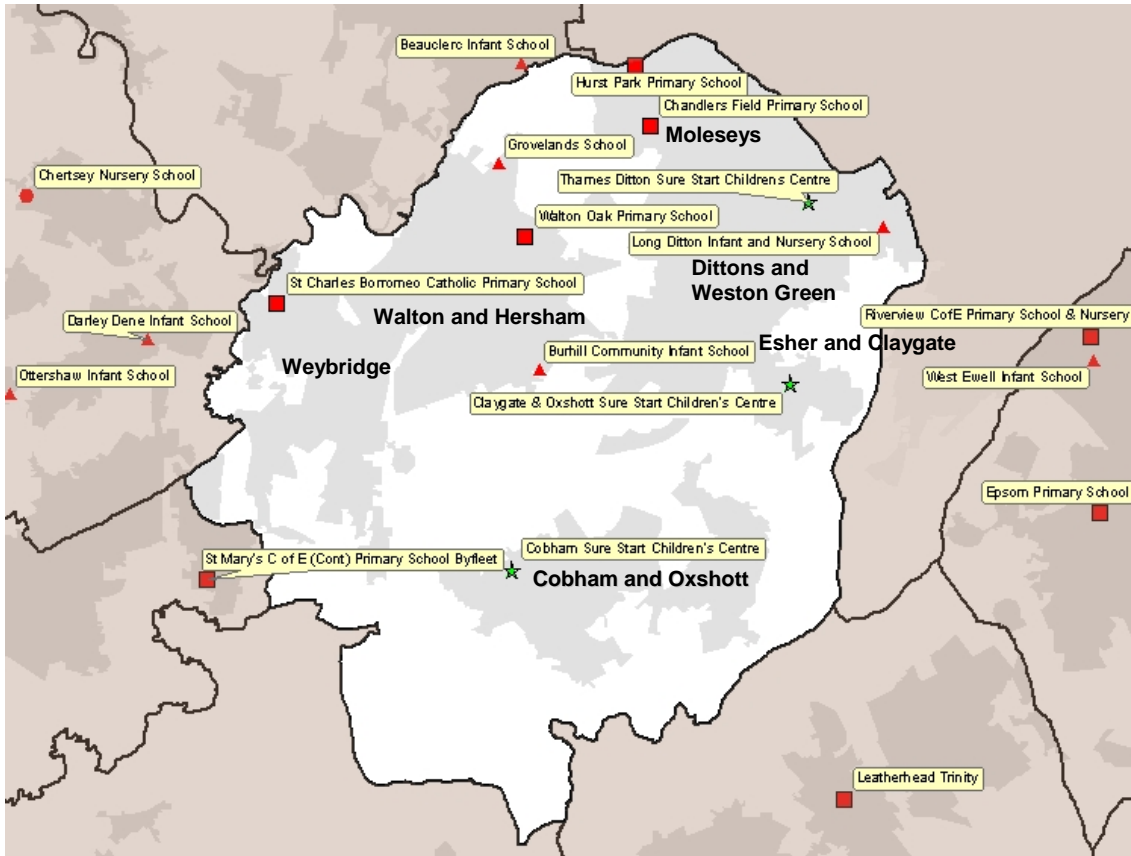 Beauclerc Infant School
Hurst Park Primary School
Chandlers Field Primary School
Moleseys
Grovelands School
Chertsey Nursery School
Thames Ditton Sure Start Childrens Centre
Walton Oak Primary School
Long Ditton Infant and Nursery School
Dittons and
Weston Green
St Charles Borromeo Catholic Primary School
Walton and Hersham
Darley Dene Infant School
Riverview CofE Primary School & Nursery
Esher and Claygate
Burhill Community Infant School
Weybridge
Ottershaw Infant School
West Ewell Infant School
Claygate & Oxshott Sure Start Children's Centre
Epsom Primary School
Cobham Sure Start Children's Centre
St Mary's C of E (Cont) Primary School Byfleet
Cobham and Oxshott
Leatherhead Trinity